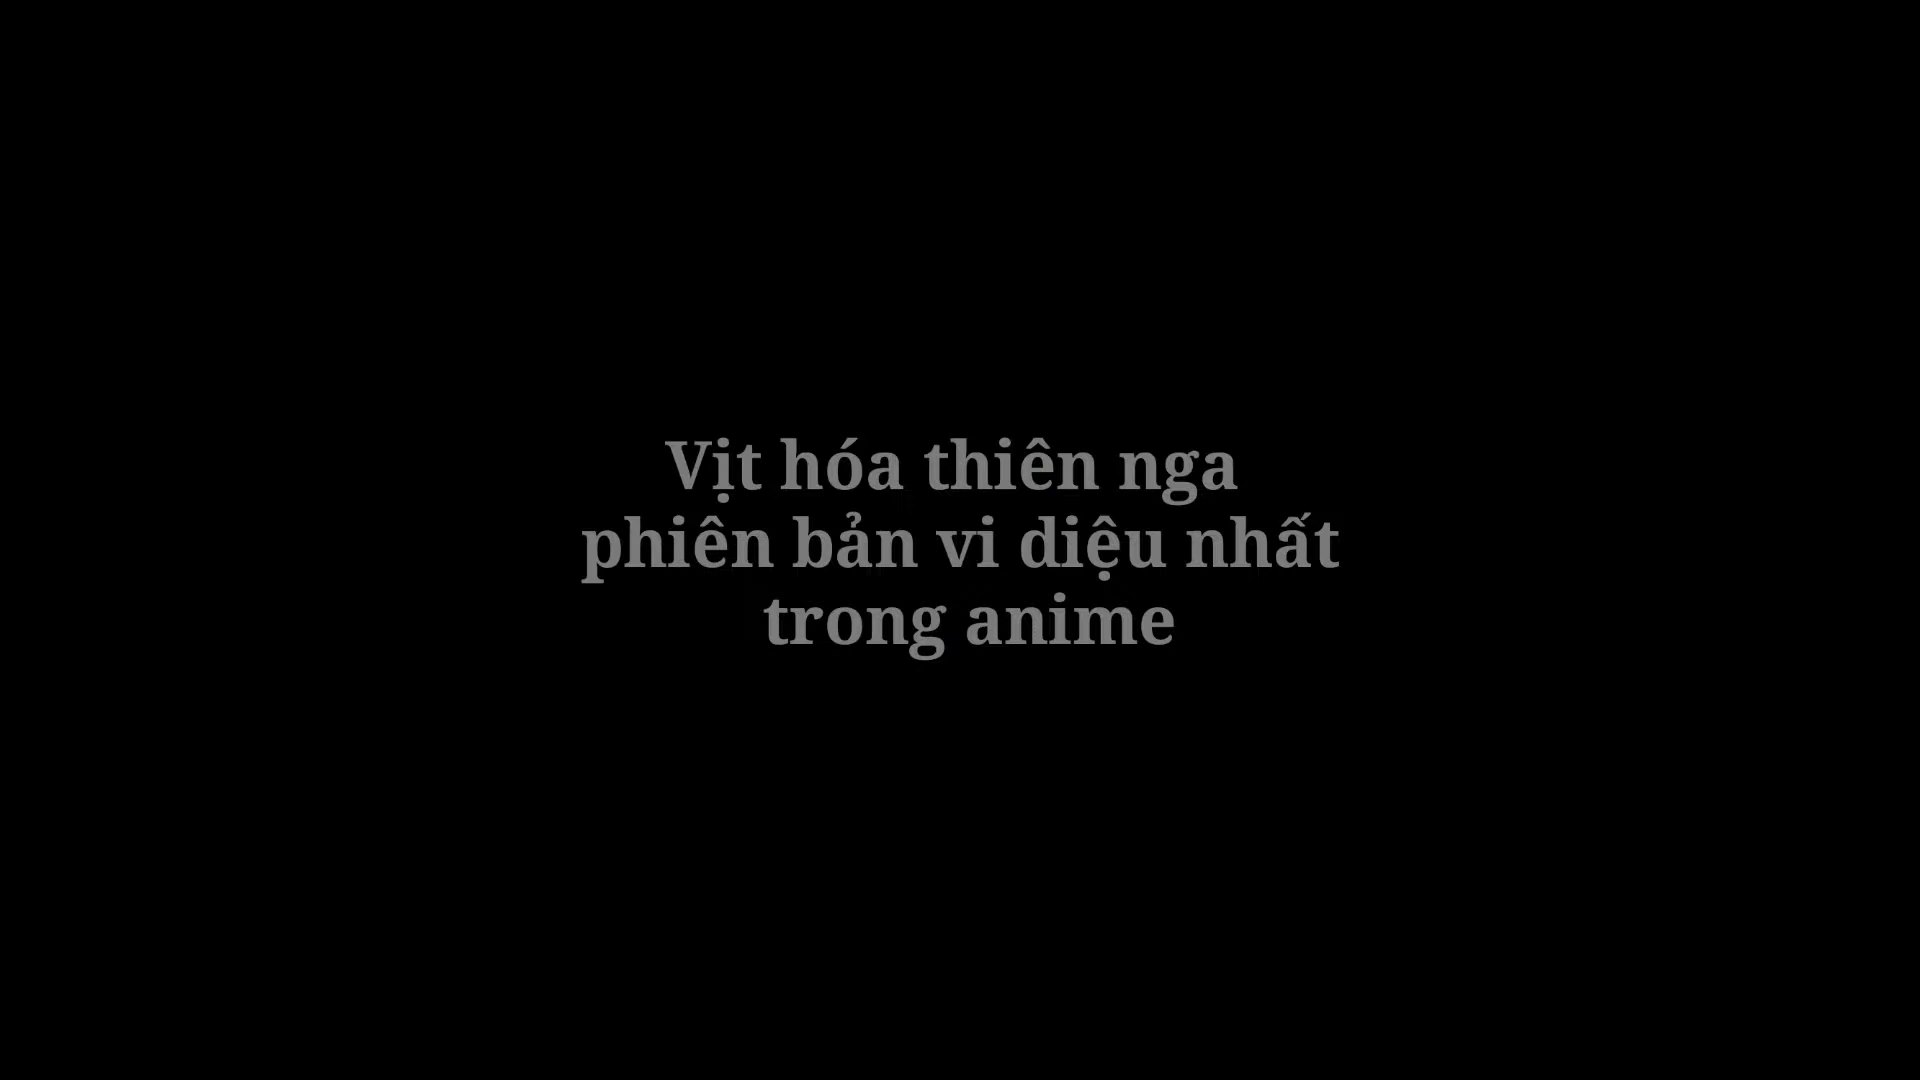 Vịt hóa thiên nga
phiên bản vi diệu nhất
trong anime